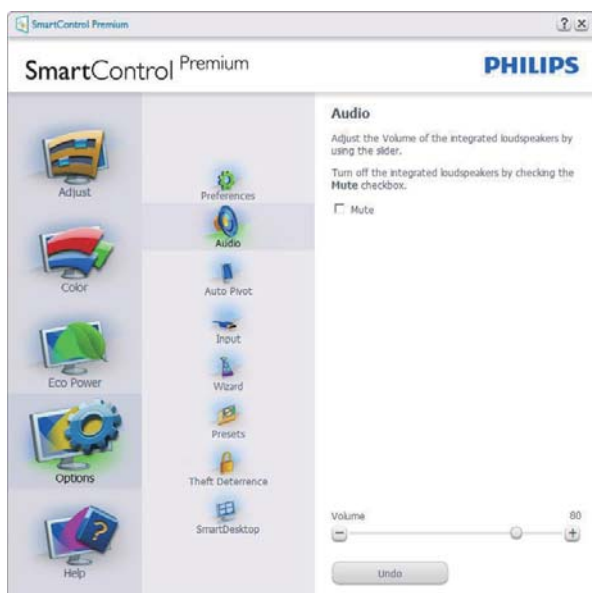 SmartControl Premium
SmartControl Premium
PHILIPS
Adjust
Color
Eco Power
Options
Help
Preferences
Audio
Auto Pivot
Input
Wizard
Presets
Theft Deterrence
SmartDesktop
Audio
Adjust the Volume of the integrated loudspeakers by
using the slider.
Turn off the integrated loudspeakers by checking the
Mute checkbox.
Mute
Volume 80
Undo